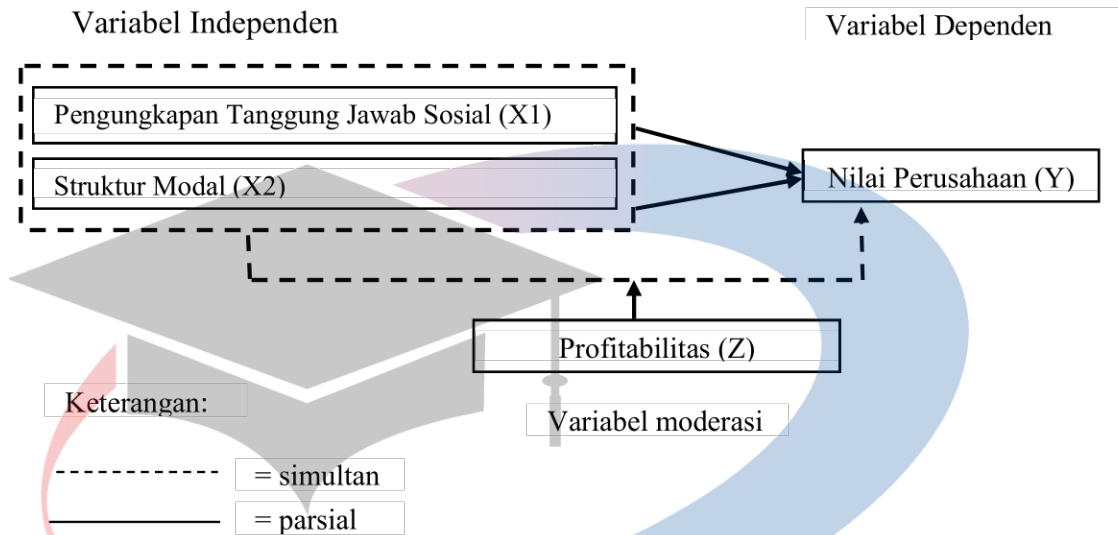 Variabel Independen
Variabel Dependen
Pengungkapan Tanggung Jawab Sosial (X1)
Struktur Modal (X2)
Nilai Perusahaan (Y)
Profitabilitas (Z)
Keterangan:
Variabel moderasi
= simultan
= parsial